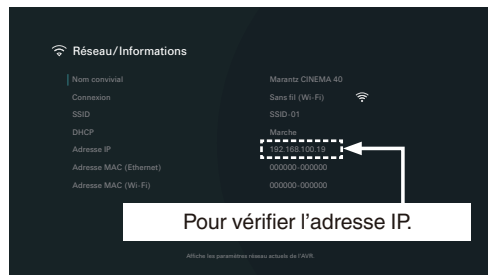 Réseau/Informations
Nom convivial Marantz CINEMA 40
Connexion Sans fil (Wi-Fi)
SSID SSID-01
DHCP Marche
Adresse IP 192.168.100.19
Adresse MAC (Ethernet) 000000-000000
Adresse MAC (Wi-Fi) 000000-000000
Pour vérifier l’adresse IP.
Affiche les paramètres réseau actuels de l'AVR.